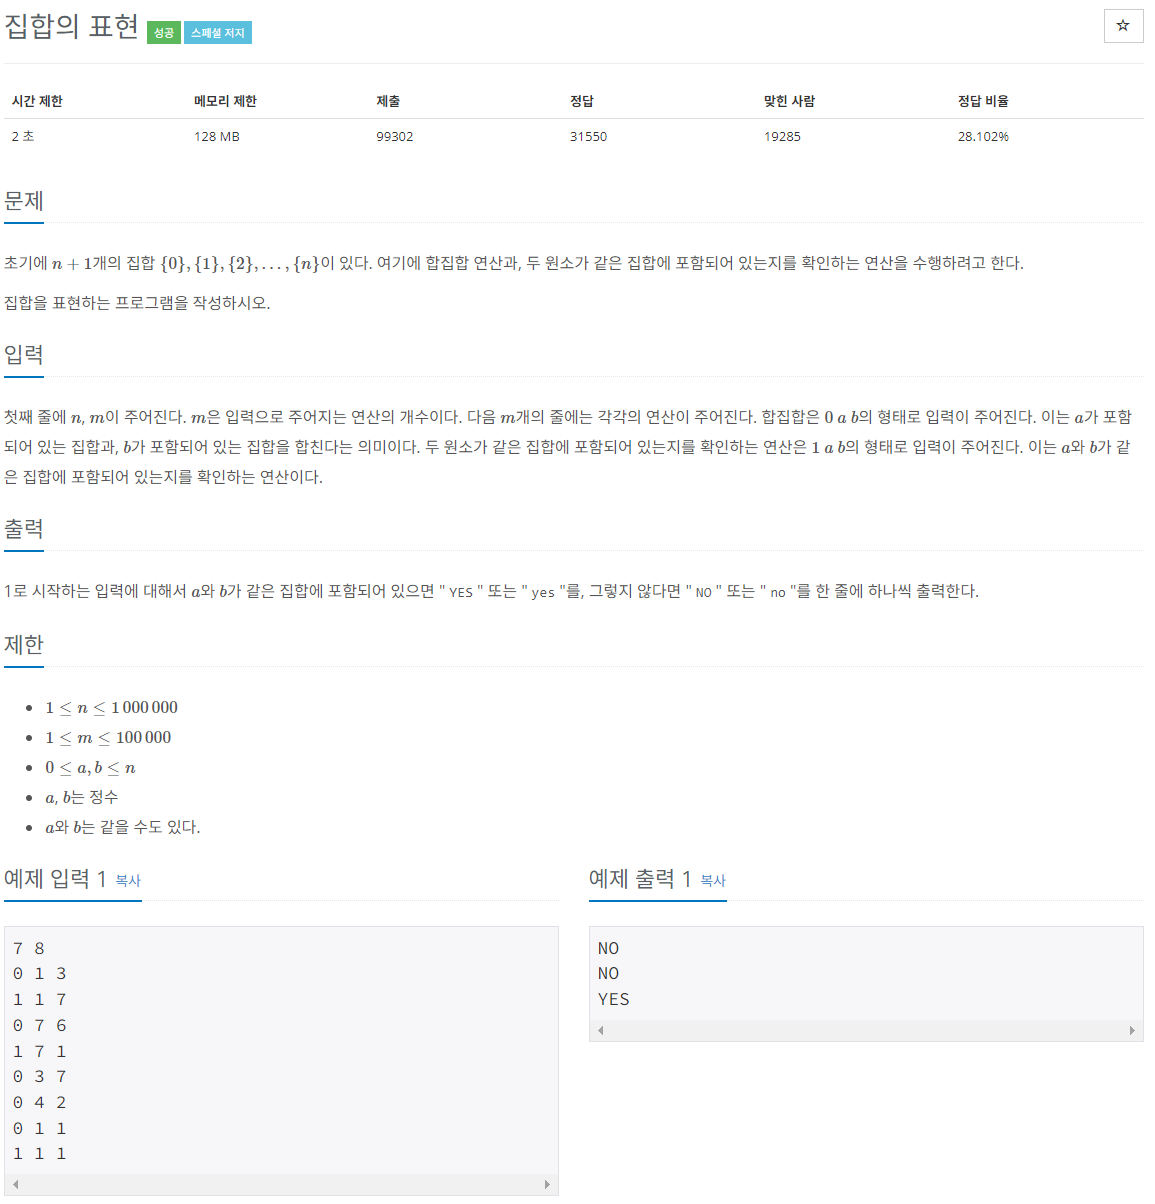 집합의 표현 성공 스페셜 저지
☆
시간 제한 메모리 제한 제출 정답 맞힌 사람 정답 비율
2 초 128 MB 99302 31550 19285 28.102%
문제
초기에 n + 1개의 집합 {0}, {1}, {2}, . . . , {n}이 있다. 여기에 합집합 연산과, 두 원소가 같은 집합에 포함되어 있는지를 확인하는 연산을 수행하려고 한다.
집합을 표현하는 프로그램을 작성하시오.
입력
첫째 줄에 n, m이 주어진다. m은 입력으로 주어지는 연산의 개수이다. 다음 m개의 줄에는 각각의 연산이 주어진다. 합집합은 0 a b의 형태로 입력이 주어진다. 이는 a가 포함
되어 있는 집합과, b가 포함되어 있는 집합을 합친다는 의미이다. 두 원소가 같은 집합에 포함되어 있는지를 확인하는 연산은 1 a b의 형태로 입력이 주어진다. 이는 a와 b가 같
은 집합에 포함되어 있는지를 확인하는 연산이다.
출력
1로 시작하는 입력에 대해서 a와 b가 같은 집합에 포함되어 있으면 " YES " 또는 " yes "를, 그렇지 않다면 " NO " 또는 " no "를 한 줄에 하나씩 출력한다.
제한
• 1 ≤ n ≤ 1 000 000
• 1 ≤ m ≤ 100 000
• 0 ≤ a, b ≤ n
• a, b는 정수
• a와 b는 같을 수도 있다.
예제 입력 1 복사
7 8
0 1 3
1 1 7
0 7 6
1 7 1
0 3 7
0 4 2
0 1 1
1 1 1
예제 출력 1 복사
NO
NO
YES